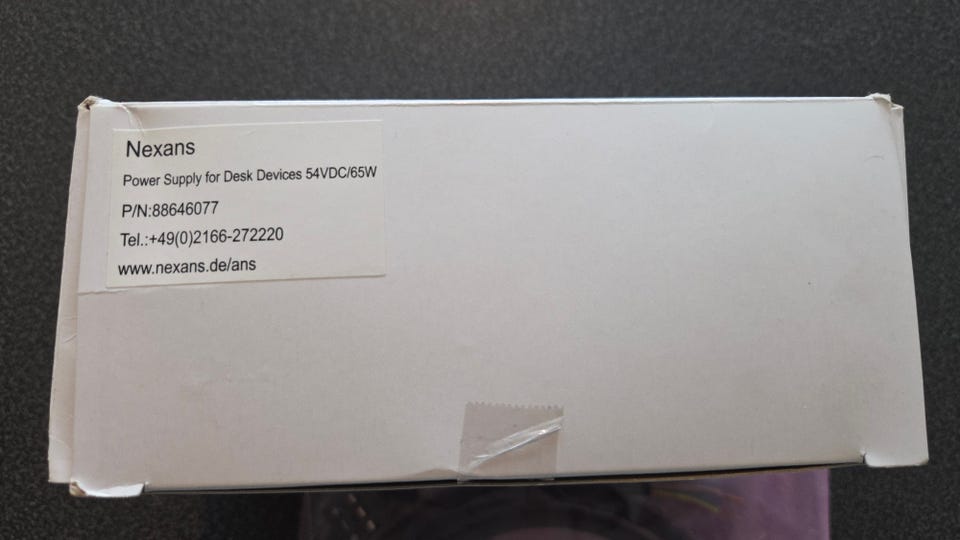 Nexans
Power Supply for Desk Devices 54VDC/65W
P/N:88646077
Tel.:+49(0)2166-272220
www.nexans.de/ans